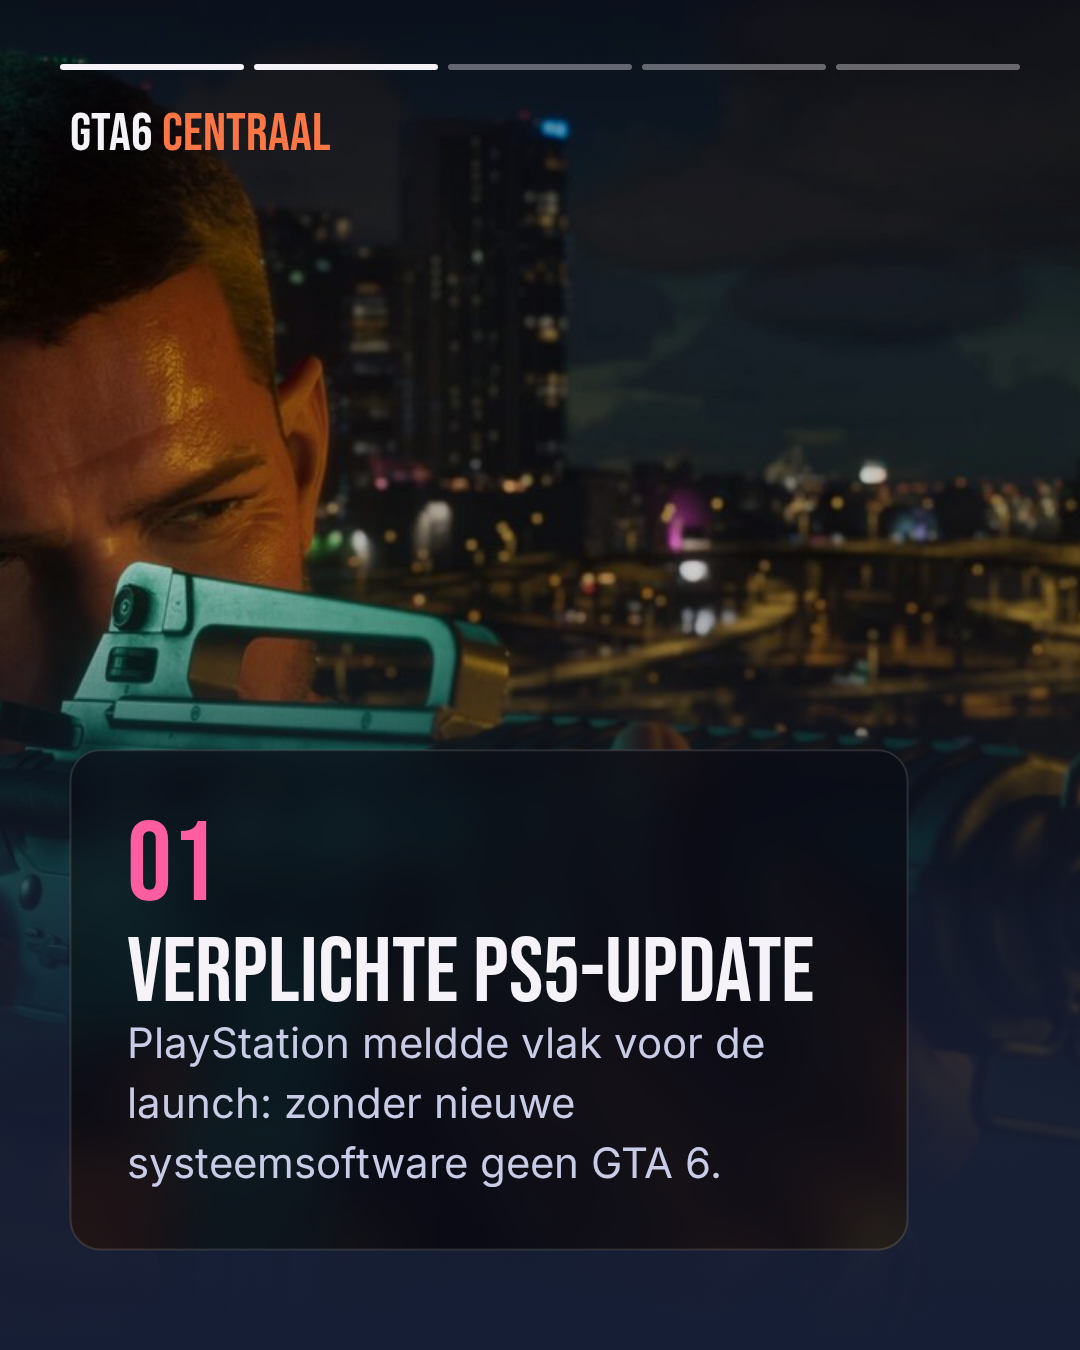 GTA6 CENTRAAL
01
VERPLICHTE PS5-UPDATE
PlayStation meldde vlak voor de
launch: zonder nieuwe
systeemsoftware geen GTA 6.